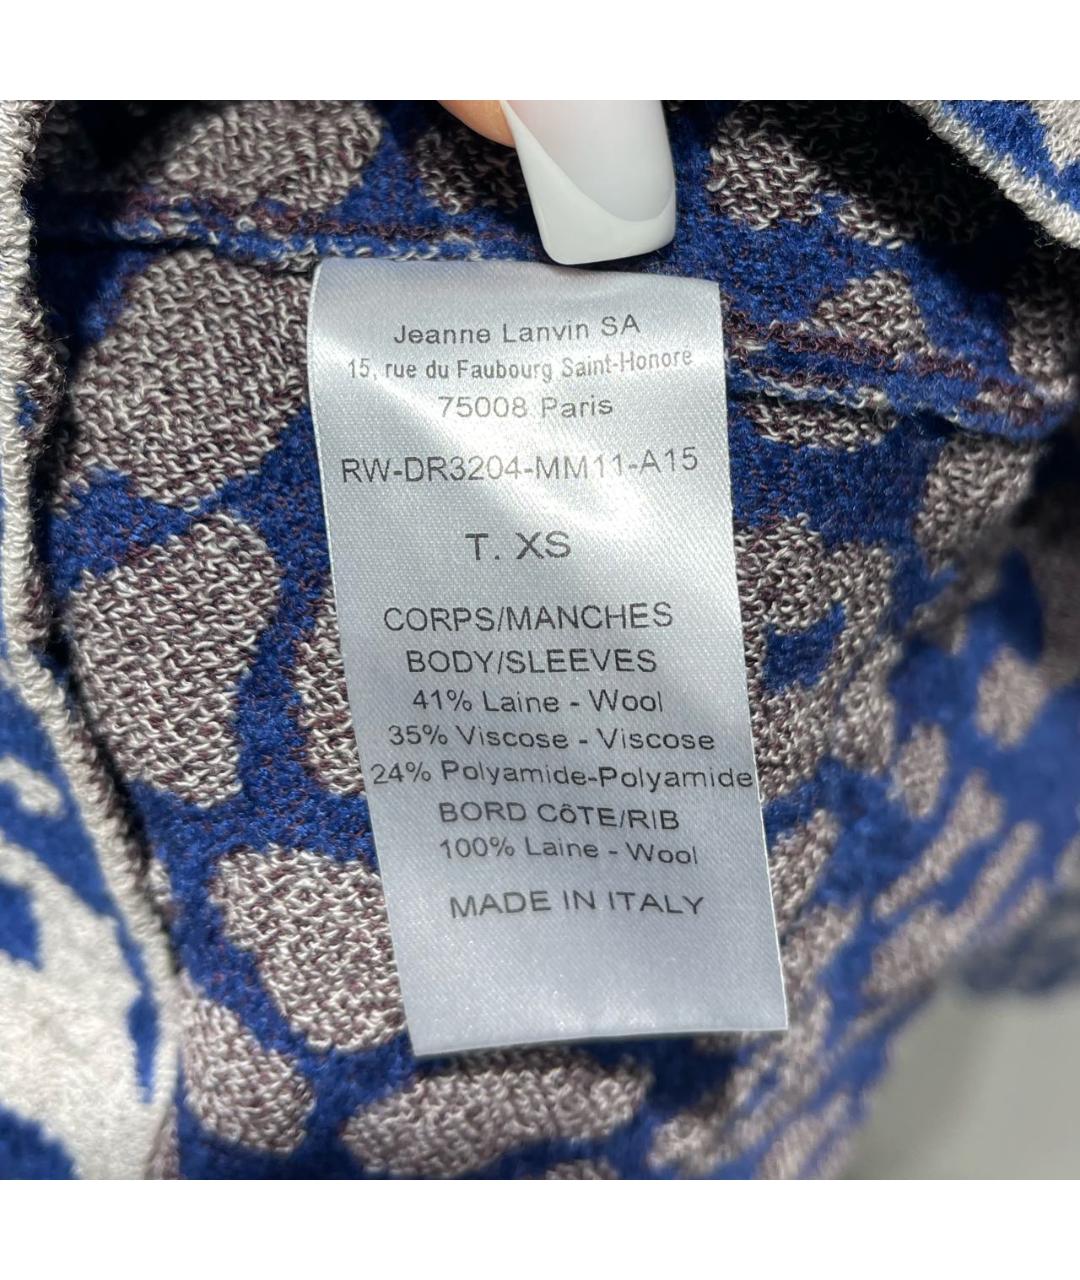 Jeanne Lanvin SA
15, rue du Faubourg Saint-Honoré
75008 Paris
RW-DR3204-MM11-A15
T. XS
CORPS/MANCHES
BODY/SLEEVES
41% Laine - Wool
35% Viscose - Viscose
24% Polyamide-Polyamide
BORD CôTE/RIB
100% Laine - Wool
MADE IN ITALY